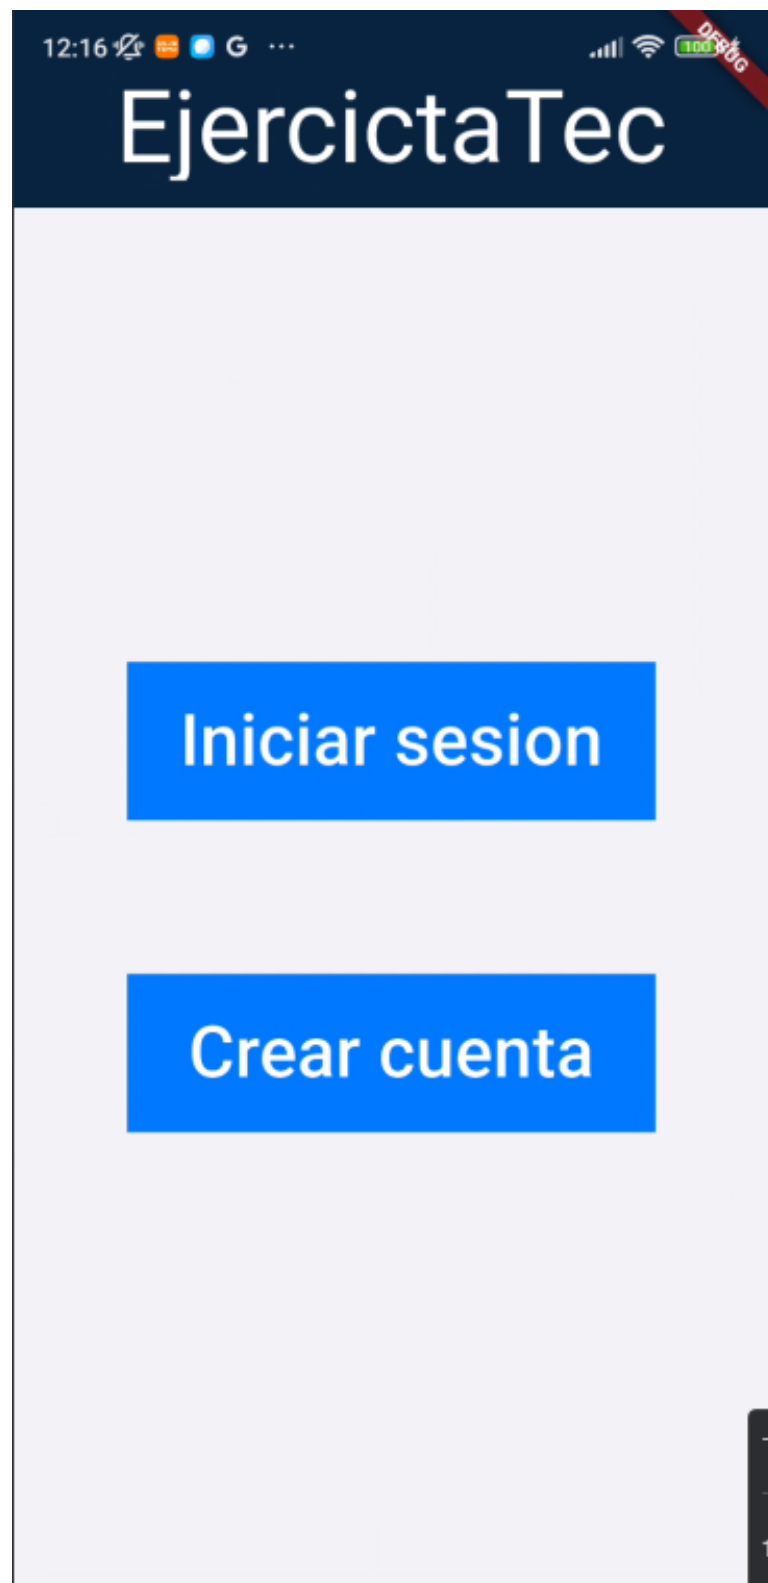 12:16 G ...
100
DEBUG
EjercictaTec
Iniciar sesion
Crear cuenta